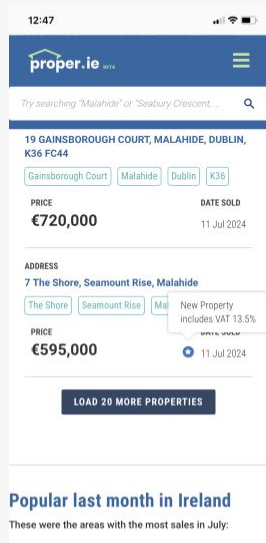 12:47
proper.ie BETA
Try searching "Malahide" or "Seabury Crescent, ...
19 GAINSBOROUGH COURT, MALAHIDE, DUBLIN,
K36 FC44
Gainsborough Court Malahide Dublin K36
PRICE DATE SOLD
€720,000 11 Jul 2024
ADDRESS
7 The Shore, Seamount Rise, Malahide
The Shore Seamount Rise
New Property
includes VAT 13.5%
PRICE DATE SOLD
€595,000 11 Jul 2024
LOAD 20 MORE PROPERTIES
Popular last month in Ireland
These were the areas with the most sales in July: